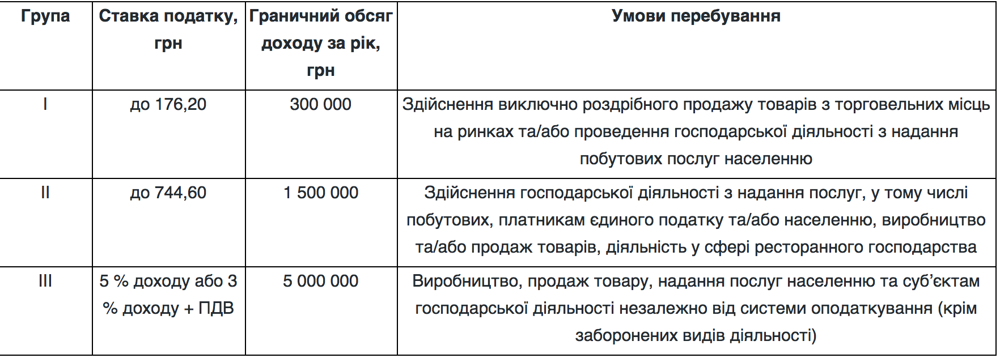 Група
Ставка податку,
грн
Граничний обсяг
доходу за рік,
грн
Умови перебування
I
до 176,20
300 000
Здійснення виключно роздрібного продажу товарів з торговельних місць
на ринках та/або проведення господарської діяльності з надання
побутових послуг населенню
II
до 744,60
1 500 000
Здійснення господарської діяльності з надання послуг, у тому числі
побутових, платникам єдиного податку та/або населенню, виробництво
та/або продаж товарів, діяльність у сфері ресторанного господарства
III
5 % доходу або 3
% доходу + ПДВ
5 000 000
Виробництво, продаж товару, надання послуг населенню та суб’єктам
господарської діяльності незалежно від системи оподаткування (крім
заборонених видів діяльності)